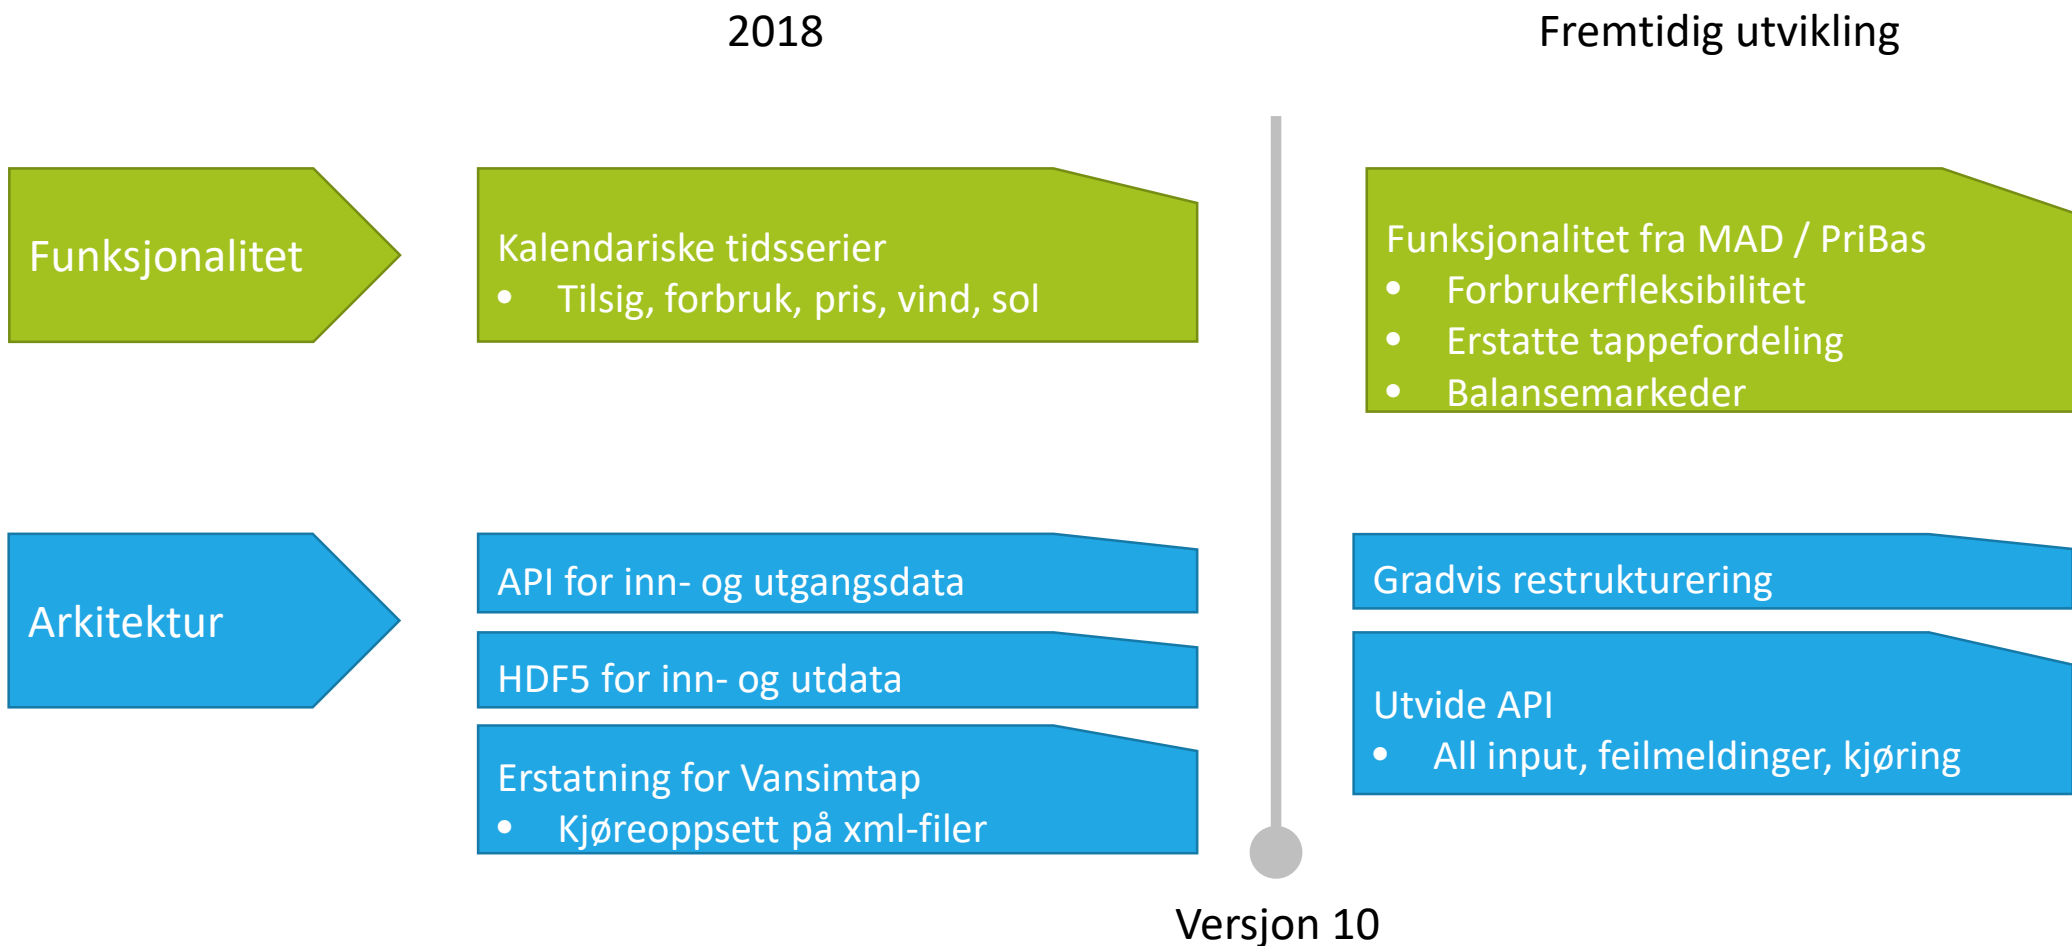 2018
Fremtidig utvikling
Funksjonalitet
Kalendariske tidsserier
• Tilsig, forbruk, pris, vind, sol
Funksjonalitet fra MAD / PriBas
• Forbrukerfleksibilitet
• Erstatte tappefordeling
• Balansemarkeder
Arkitektur
API for inn- og utgangsdata
HDF5 for inn- og utdata
Erstatning for Vansimtap
• Kjøreoppsett på xml-filer
Gradvis restrukturering
Utvide API
• All input, feilmeldinger, kjøring
Versjon 10